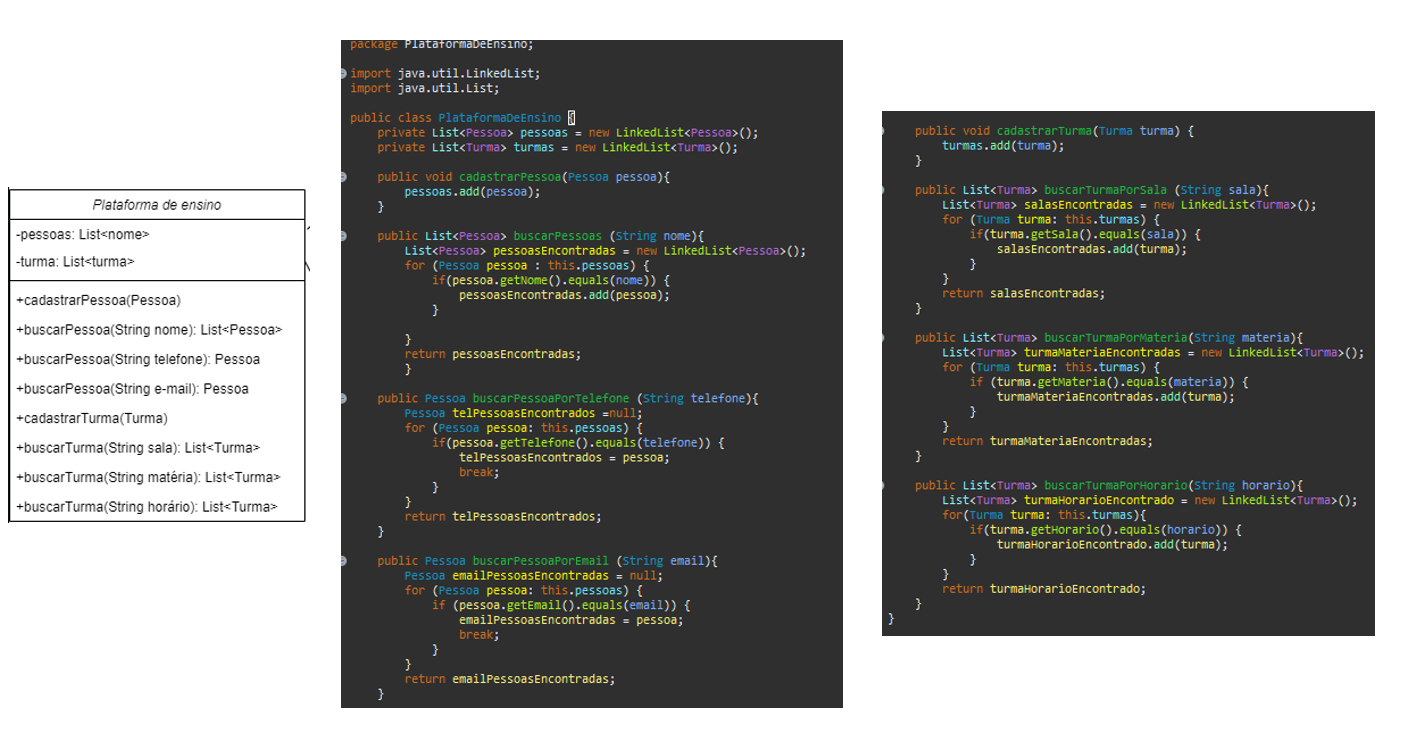 Plataforma de ensino
-pessoas: List<nome>
-turma: List<turma>
+cadastrarPessoa(Pessoa)
+buscarPessoa(String nome): List<Pessoa>
+buscarPessoa(String telefone): Pessoa
+buscarPessoa(String e-mail): Pessoa
+cadastrarTurma(Turma)
+buscarTurma(String sala): List<Turma>
+buscarTurma(String matéria): List<Turma>
+buscarTurma(String horário): List<Turma>
package PlataformaDeEnsino;
import java.util.LinkedList;
import java.util.List;
public class PlataformaDeEnsino {
private List<Pessoa> pessoas = new LinkedList<Pessoa>();
private List<Turma> turmas = new LinkedList<Turma>();
public void cadastrarPessoa(Pessoa pessoa){
pessoas.add(pessoa);
}
public List<Pessoa> buscarPessoas (String nome){
List<Pessoa> pessoasEncontradas = new LinkedList<Pessoa>();
for (Pessoa pessoa : this.pessoas) {
if(pessoa.getNome().equals(nome)) {
pessoasEncontradas.add(pessoa);
}
}
return pessoasEncontradas;
}
public Pessoa buscarPessoaPorTelefone (String telefone){
Pessoa telPessoasEncontrados =null;
for (Pessoa pessoa: this.pessoas) {
if(pessoa.getTelefone().equals(telefone)) {
telPessoasEncontrados = pessoa;
break;
}
}
return telPessoasEncontrados;
}
public Pessoa buscarPessoaPorEmail (String email){
Pessoa emailPessoasEncontradas = null;
for (Pessoa pessoa: this.pessoas) {
if (pessoa.getEmail().equals(email)) {
emailPessoasEncontradas = pessoa;
break;
}
}
return emailPessoasEncontradas;
}
public void cadastrarTurma(Turma turma) {
turmas.add(turma);
}
public List<Turma> buscarTurmaPorSala (String sala){
List<Turma> salasEncontradas = new LinkedList<Turma>();
for (Turma turma: this.turmas) {
if(turma.getSala().equals(sala)) {
salasEncontradas.add(turma);
}
}
return salasEncontradas;
}
public List<Turma> buscarTurmaPorMateria(String materia){
List<Turma> turmaMateriaEncontradas = new LinkedList<Turma>();
for (Turma turma: this.turmas) {
if (turma.getMateria().equals(materia)) {
turmaMateriaEncontradas.add(turma);
}
}
return turmaMateriaEncontradas;
}
public List<Turma> buscarTurmaPorHorario(String horario){
List<Turma> turmaHorarioEncontrado = new LinkedList<Turma>();
for(Turma turma: this.turmas){
if(turma.getHorario().equals(horario)) {
turmaHorarioEncontrado.add(turma);
}
}
return turmaHorarioEncontrado;
}
}